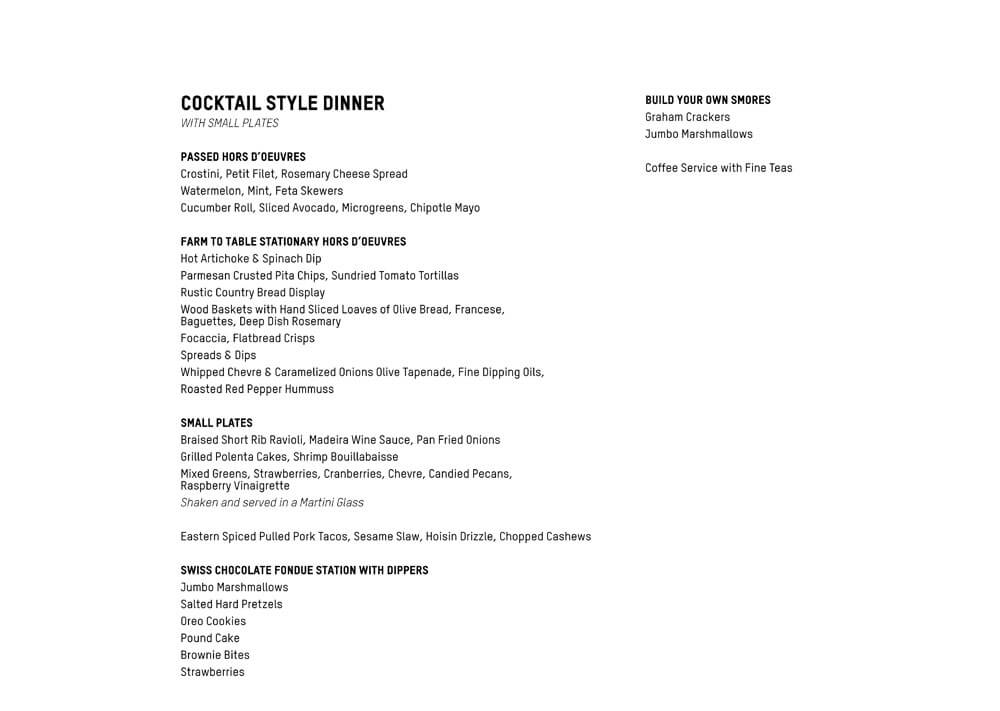 COCKTAIL STYLE DINNER
WITH SMALL PLATES
PASSED HORS D'OEUVRES
Crostini, Petit Filet, Rosemary Cheese Spread
Watermelon, Mint, Feta Skewers
Cucumber Roll, Sliced Avocado, Microgreens, Chipotle Mayo
FARM TO TABLE STATIONARY HORS D'OEUVRES
Hot Artichoke & Spinach Dip
Parmesan Crusted Pita Chips, Sundried Tomato Tortillas
Rustic Country Bread Display
Wood Baskets with Hand Sliced Loaves of Olive Bread, Francese,
Baguettes, Deep Dish Rosemary
Focaccia, Flatbread Crisps
Spreads & Dips
Whipped Chevre & Caramelized Onions Olive Tapenade, Fine Dipping Oils,
Roasted Red Pepper Hummuss
SMALL PLATES
Braised Short Rib Ravioli, Madeira Wine Sauce, Pan Fried Onions
Grilled Polenta Cakes, Shrimp Bouillabaisse
Mixed Greens, Strawberries, Cranberries, Chevre, Candied Pecans,
Raspberry Vinaigrette
Shaken and served in a Martini Glass
Eastern Spiced Pulled Pork Tacos, Sesame Slaw, Hoisin Drizzle, Chopped Cashews
SWISS CHOCOLATE FONDUE STATION WITH DIPPERS
Jumbo Marshmallows
Salted Hard Pretzels
Oreo Cookies
Pound Cake
Brownie Bites
Strawberries
BUILD YOUR OWN SMORES
Graham Crackers
Jumbo Marshmallows
Coffee Service with Fine Teas